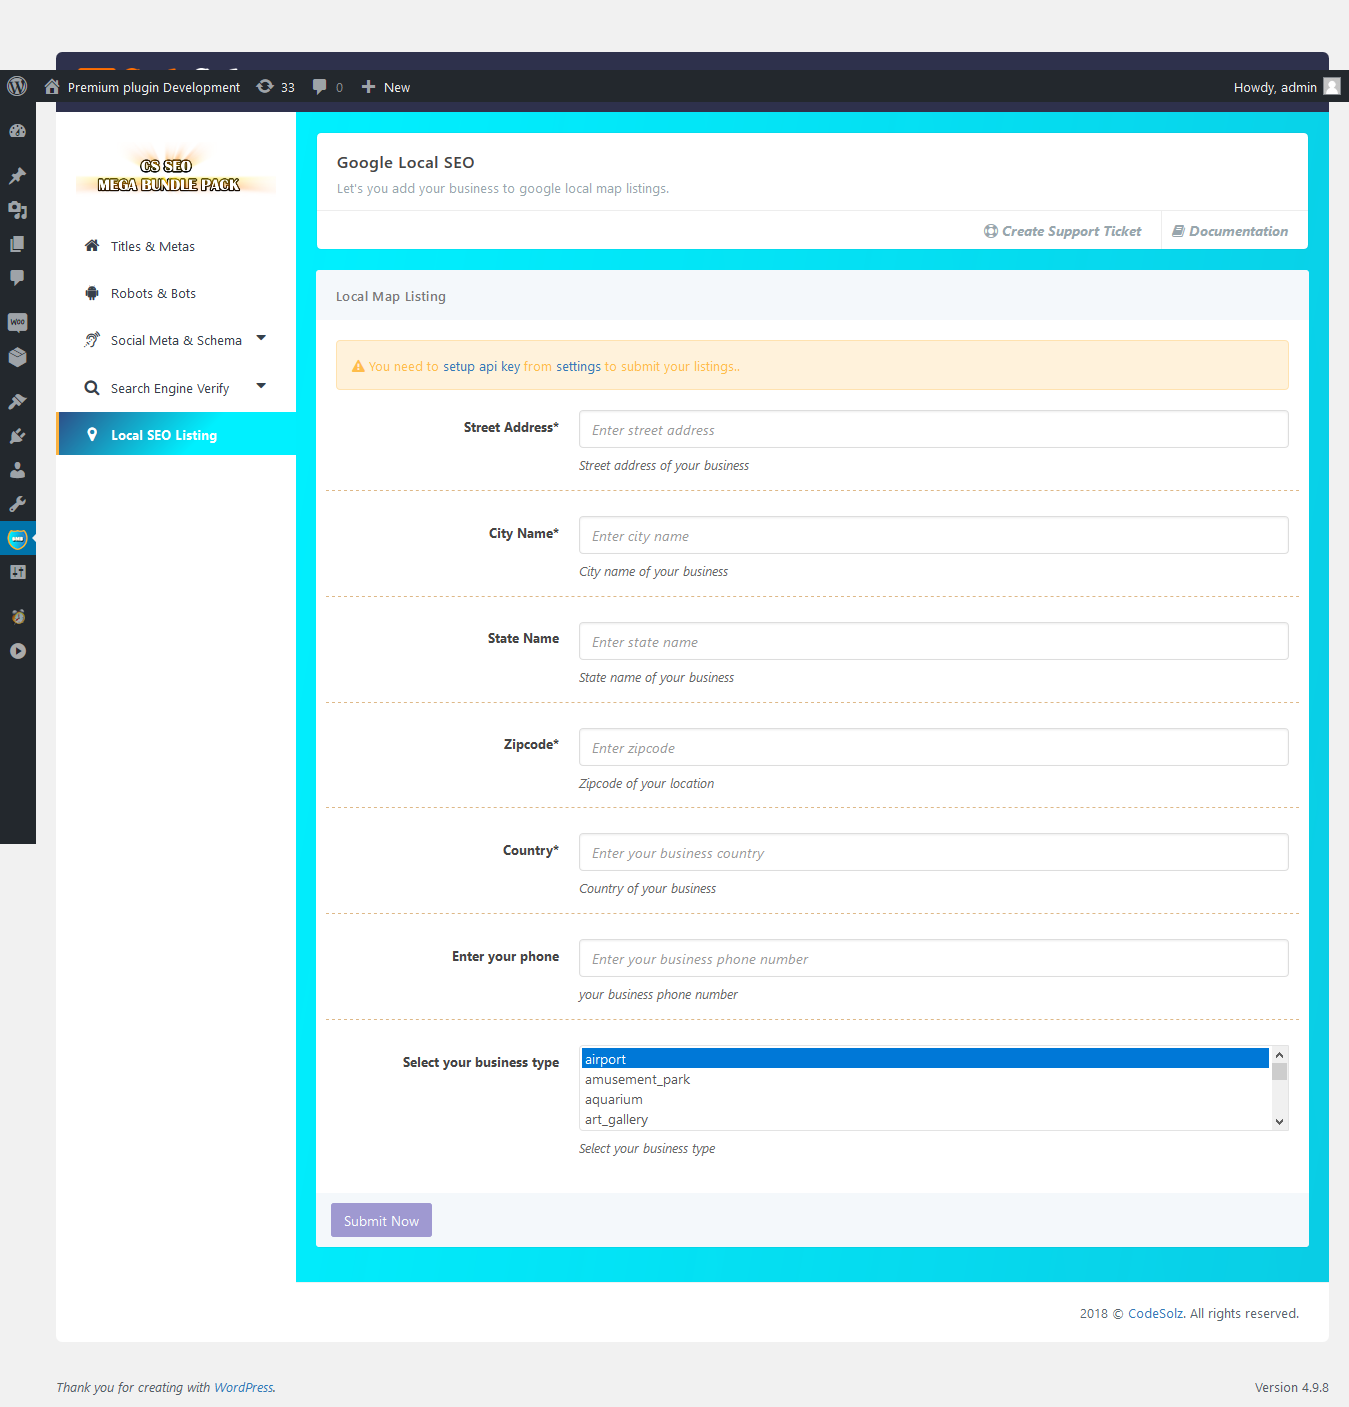 Premium plugin Development
33
0
New
Howdy, admin
CS SEO
MEGA BUNDLE PACK
Titles & Metas
Robots & Bots
Social Meta & Schema
Search Engine Verify
Local SEO Listing
Google Local SEO
Let's you add your business to google local map listings.
Create Support Ticket
Documentation
Local Map Listing
You need to setup api key from settings to submit your listings..
Street Address*
Enter street address
Street address of your business
City Name*
Enter city name
City name of your business
State Name
Enter state name
State name of your business
Zipcode*
Enter zipcode
Zipcode of your location
Country*
Enter your business country
Country of your business
Enter your phone
Enter your business phone number
your business phone number
Select your business type
airport
amusement_park
aquarium
art_gallery
Select your business type
Submit Now
2018 © CodeSolz. All rights reserved.
Thank you for creating with WordPress.
Version 4.9.8